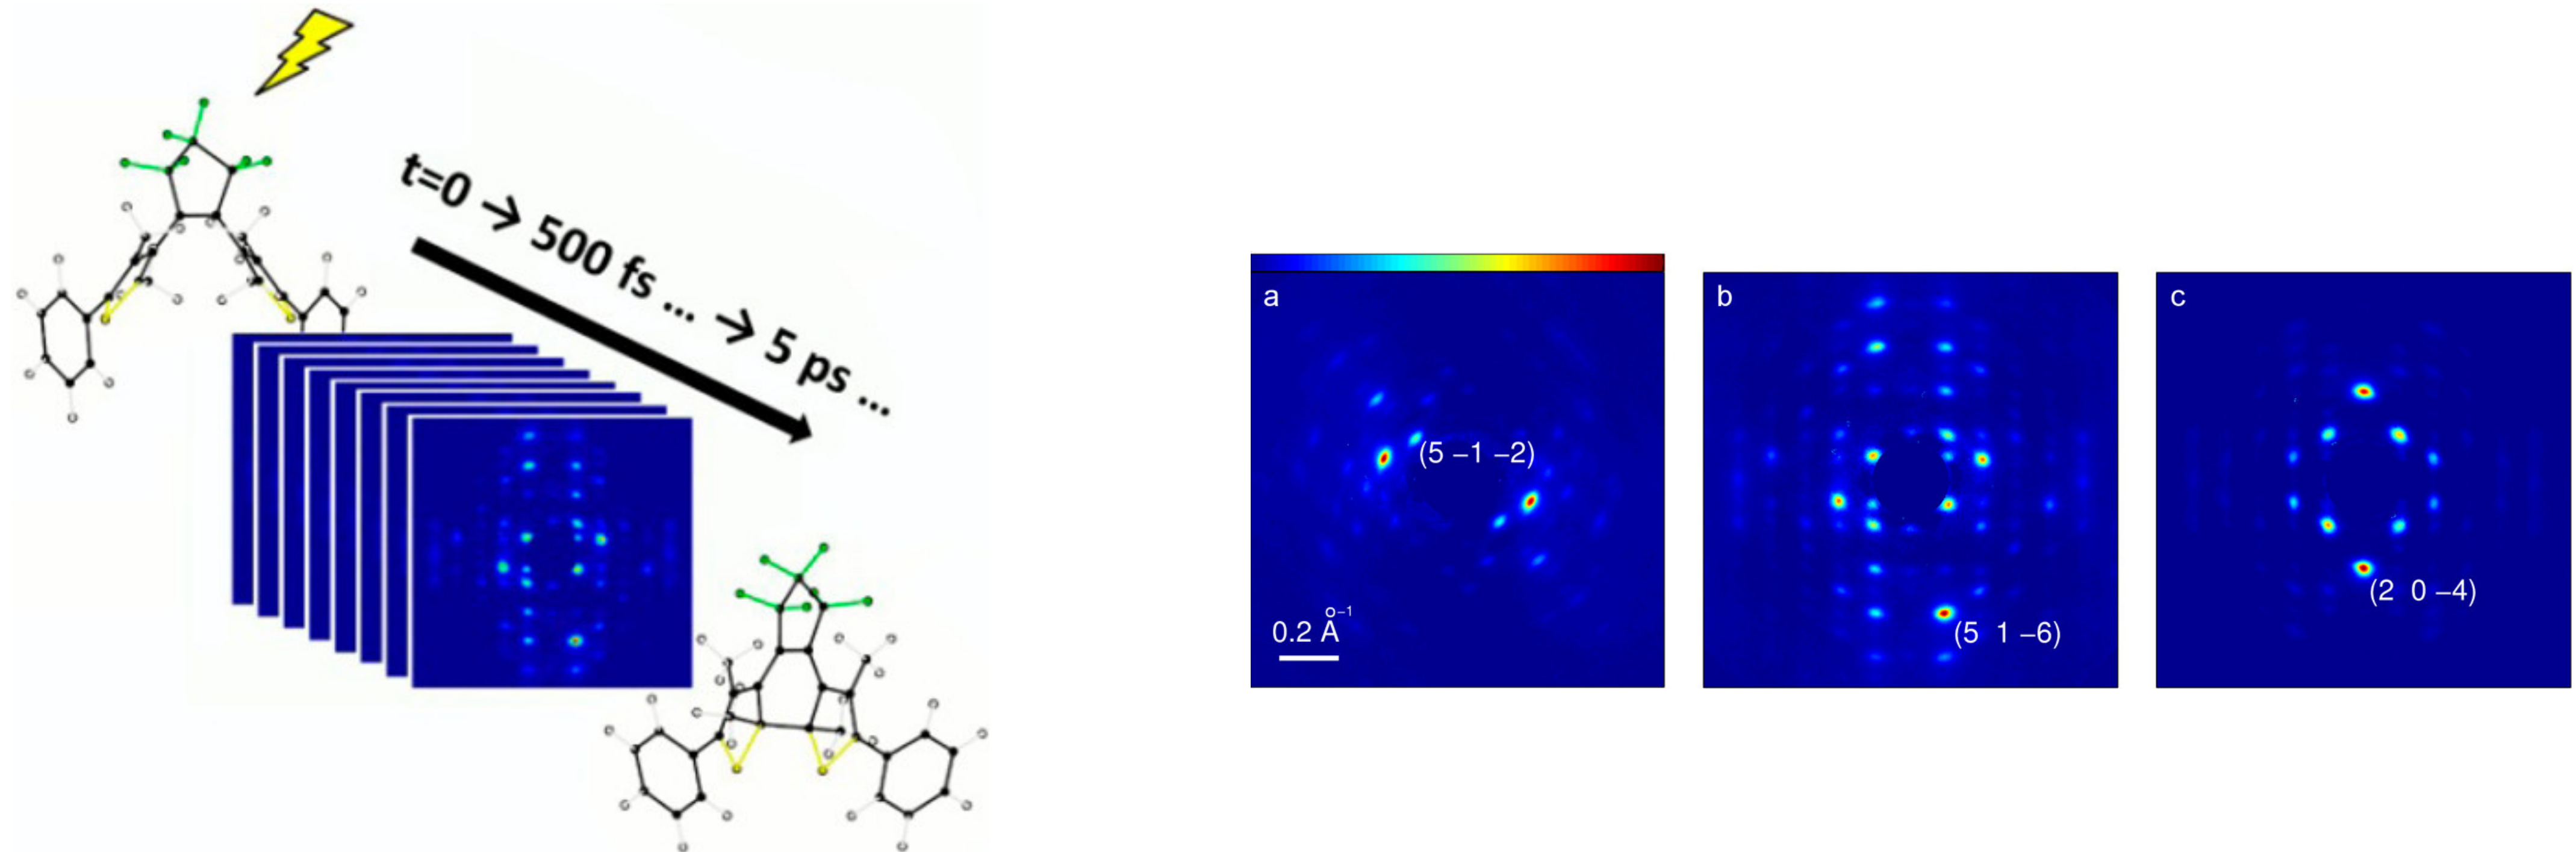 t=0 → 500 fs ... → 5 ps ...
a
(5 −1 −2)
0.2 Å⁻¹
b
(5 1 −6)
c
(2 0 −4)